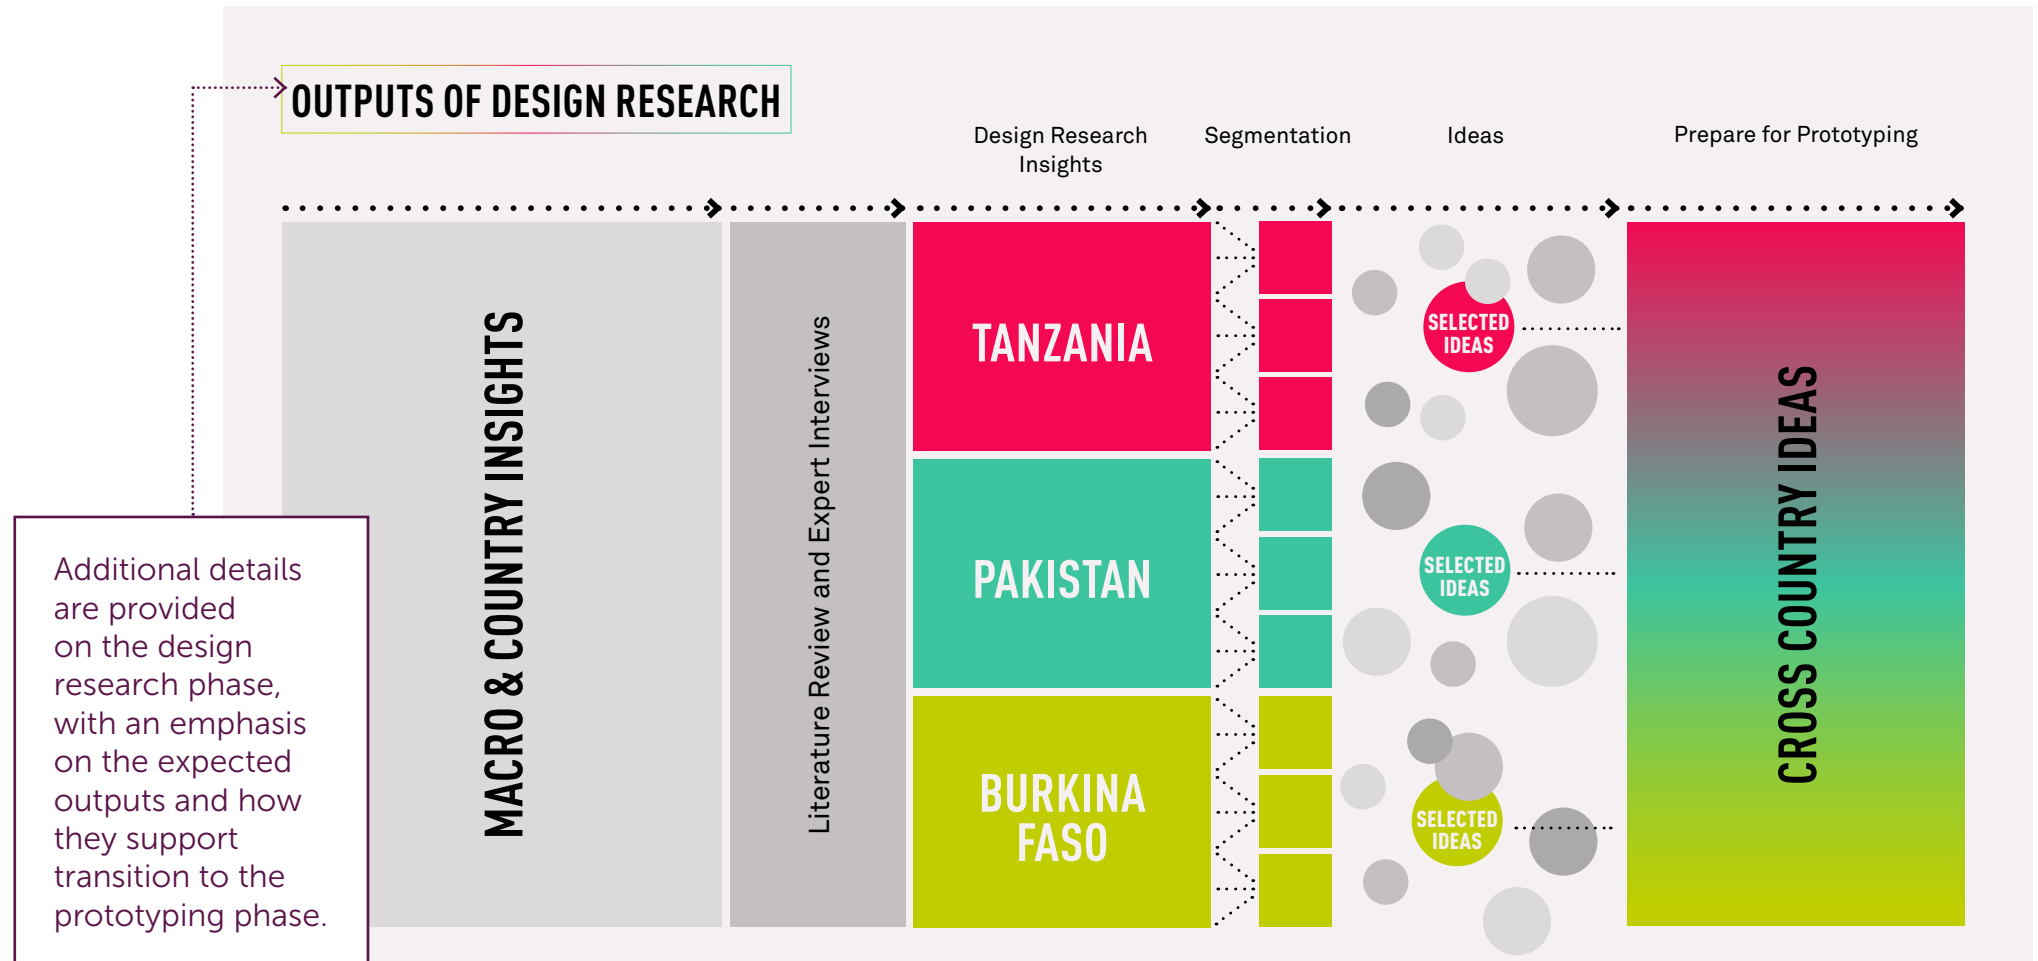 OUTPUTS OF DESIGN RESEARCH
Design Research
Insights
Segmentation
Ideas
Prepare for Prototyping
MACRO & COUNTRY INSIGHTS
Literature Review and Expert Interviews
TANZANIA
PAKISTAN
BURKINA
FASO
SELECTED
IDEAS
SELECTED
IDEAS
SELECTED
IDEAS
CROSS COUNTRY IDEAS
Additional details
are provided
on the design
research phase,
with an emphasis
on the expected
outputs and how
they support
transition to the
prototyping phase.